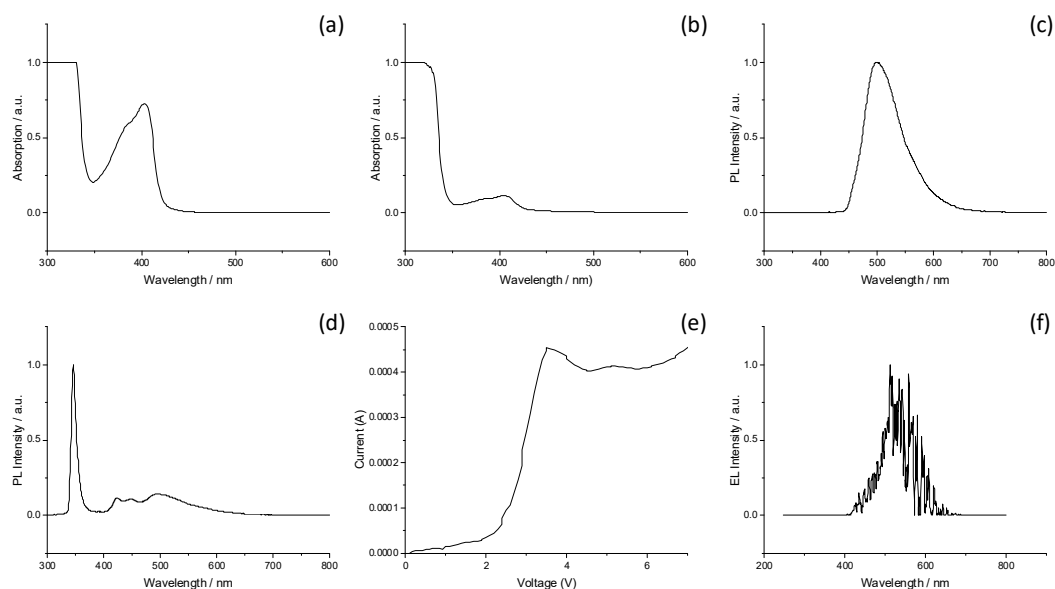 (a)
Absorption / a.u.
1.0
0.5
0.0
300 400 500 600
Wavelength / nm
(b)
Absorption / a.u.
1.0
0.5
0.0
300 400 500 600
Wavelength / nm)
(c)
PL Intensity / a.u.
1.0
0.5
0.0
300 400 500 600 700 800
Wavelength / nm
(d)
PL Intensity / a.u.
1.0
0.5
0.0
300 400 500 600 700 800
Wavelength / nm
(e)
Current (A)
0.0005
0.0004
0.0003
0.0002
0.0001
0.0000
0 2 4 6
Voltage (V)
(f)
EL Intensity / a.u.
1.0
0.5
0.0
200 400 600 800
Wavelength / nm